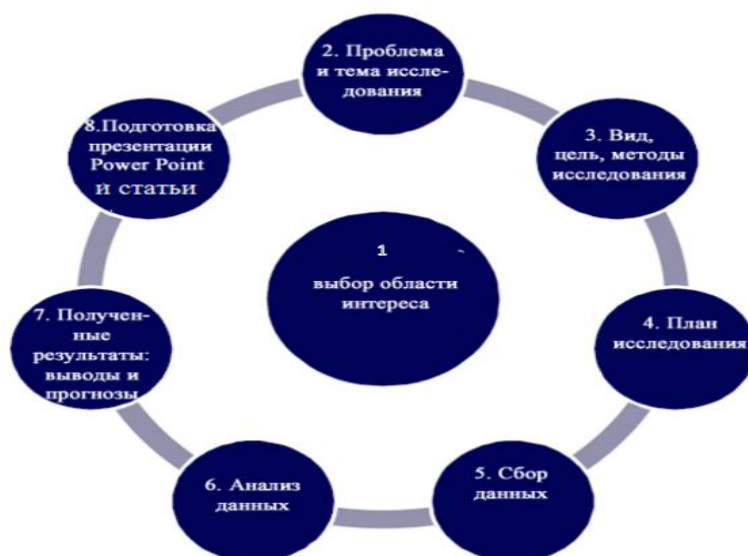 1
выбор области
интереса
2. Проблема
и тема иссле-
дования
3. Вид,
цель, методы
исследования
4. План
исследования
5. Сбор
данных
6. Анализ
данных
7. Получен-
ные
результаты:
выводы и
прогнозы
8.Подготовка
презентации
Power Point
и статьи